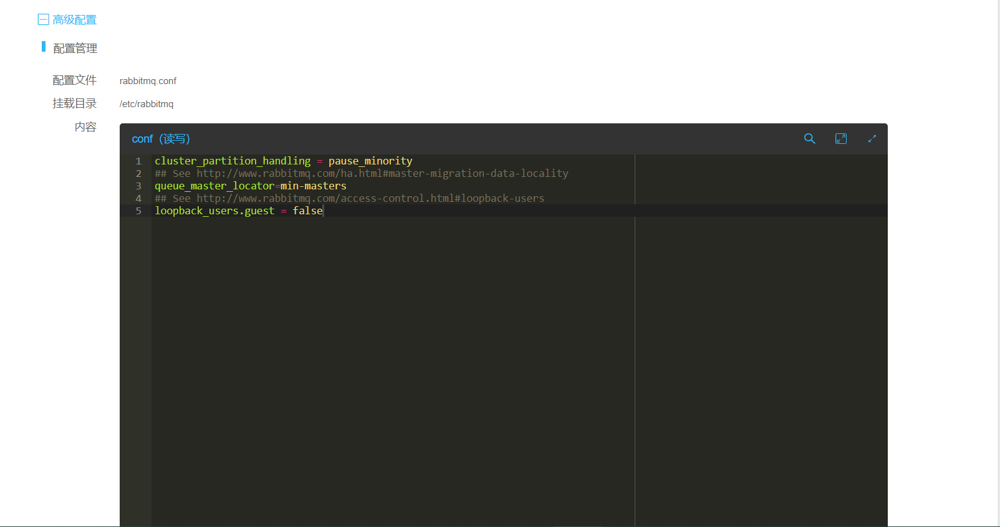 高级配置
配置管理
配置文件 rabbitmq.conf
挂载目录 /etc/rabbitmq
内容
conf（读写）
1 cluster_partition_handling = pause_minority
2 ## See http://www.rabbitmq.com/ha.html#master-migration-data-locality
3 queue_master_locator=min-masters
4 ## See http://www.rabbitmq.com/access-control.html#loopback-users
5 loopback_users.guest = false